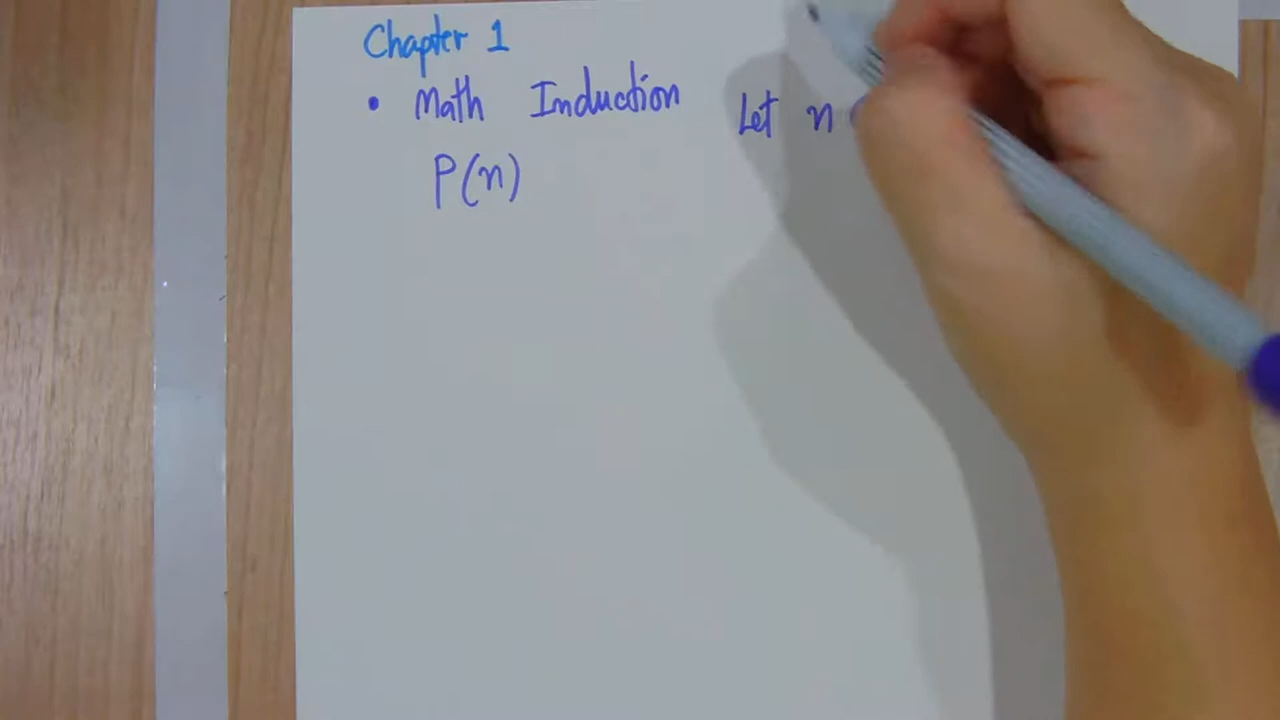 Chapter 1
• Math Induction Let n
P(n)